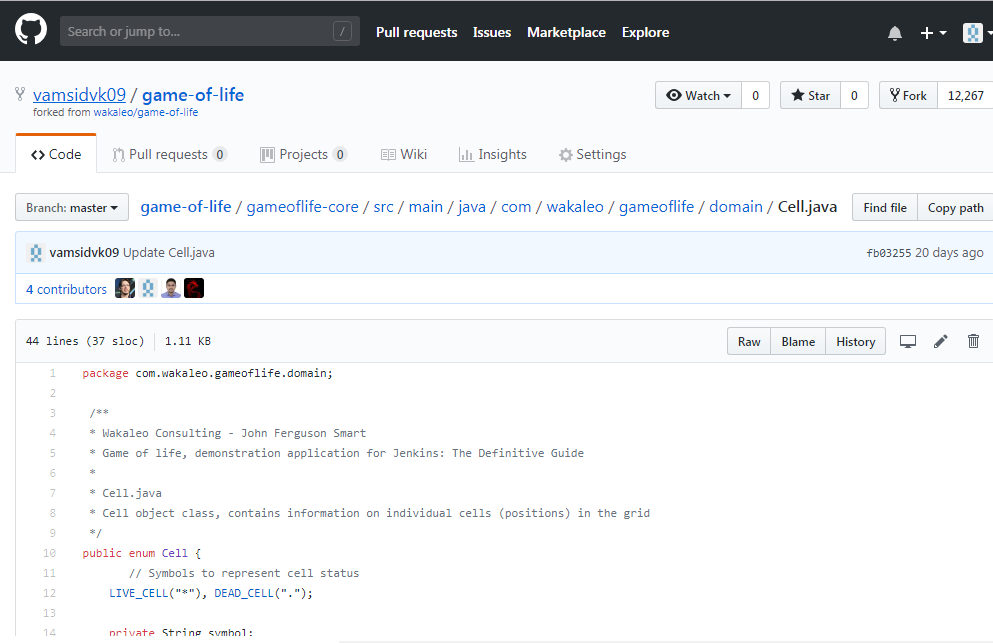 Search or jump to... / Pull requests Issues Marketplace Explore
vamsidvk09 / game-of-life Watch 0 Star 0 Fork 12,267
forked from wakaleo/game-of-life
Code Pull requests 0 Projects 0 Wiki Insights Settings
Branch: master game-of-life / gameoflife-core / src / main / java / com / wakaleo / gameoflife / domain / Cell.java Find file Copy path
vamsidvk09 Update Cell.java fb03255 20 days ago
4 contributors
44 lines (37 sloc) 1.11 KB Raw Blame History
1 package com.wakaleo.gameoflife.domain;
2
3 /**
4 * Wakaleo Consulting - John Ferguson Smart
5 * Game of life, demonstration application for Jenkins: The Definitive Guide
6 *
7 * Cell.java
8 * Cell object class, contains information on individual cells (positions) in the grid
9 */
10 public enum Cell {
11 // Symbols to represent cell status
12 LIVE_CELL("*"), DEAD_CELL(".");
13
14 private String symbol;